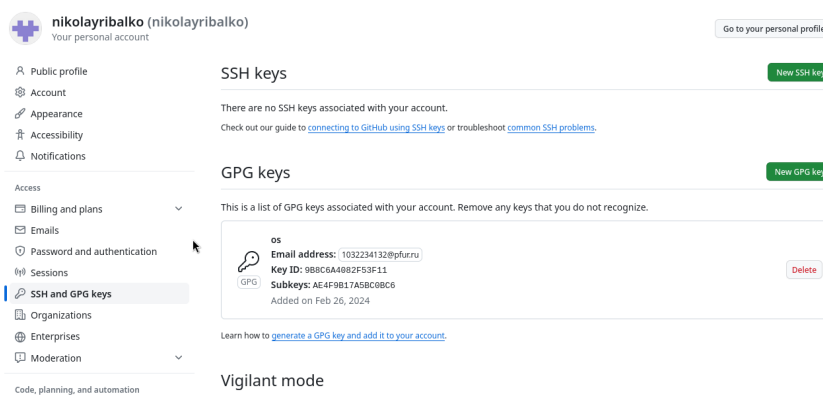 nikolayribalko (nikolayribalko)
Your personal account
Go to your personal profile
Public profile
Account
Appearance
Accessibility
Notifications
Access
Billing and plans
Emails
Password and authentication
Sessions
SSH and GPG keys
Organizations
Enterprises
Moderation
Code, planning, and automation
SSH keys
New SSH key
There are no SSH keys associated with your account.
Check out our guide to connecting to GitHub using SSH keys or troubleshoot common SSH problems.
GPG keys
New GPG key
This is a list of GPG keys associated with your account. Remove any keys that you do not recognize.
os
Email address: 1032234132@pfur.ru
GPG
Key ID: 9B8C6A4082F53F11
Subkeys: AE4F9B17A5BC0BC6
Added on Feb 26, 2024
Delete
Learn how to generate a GPG key and add it to your account.
Vigilant mode